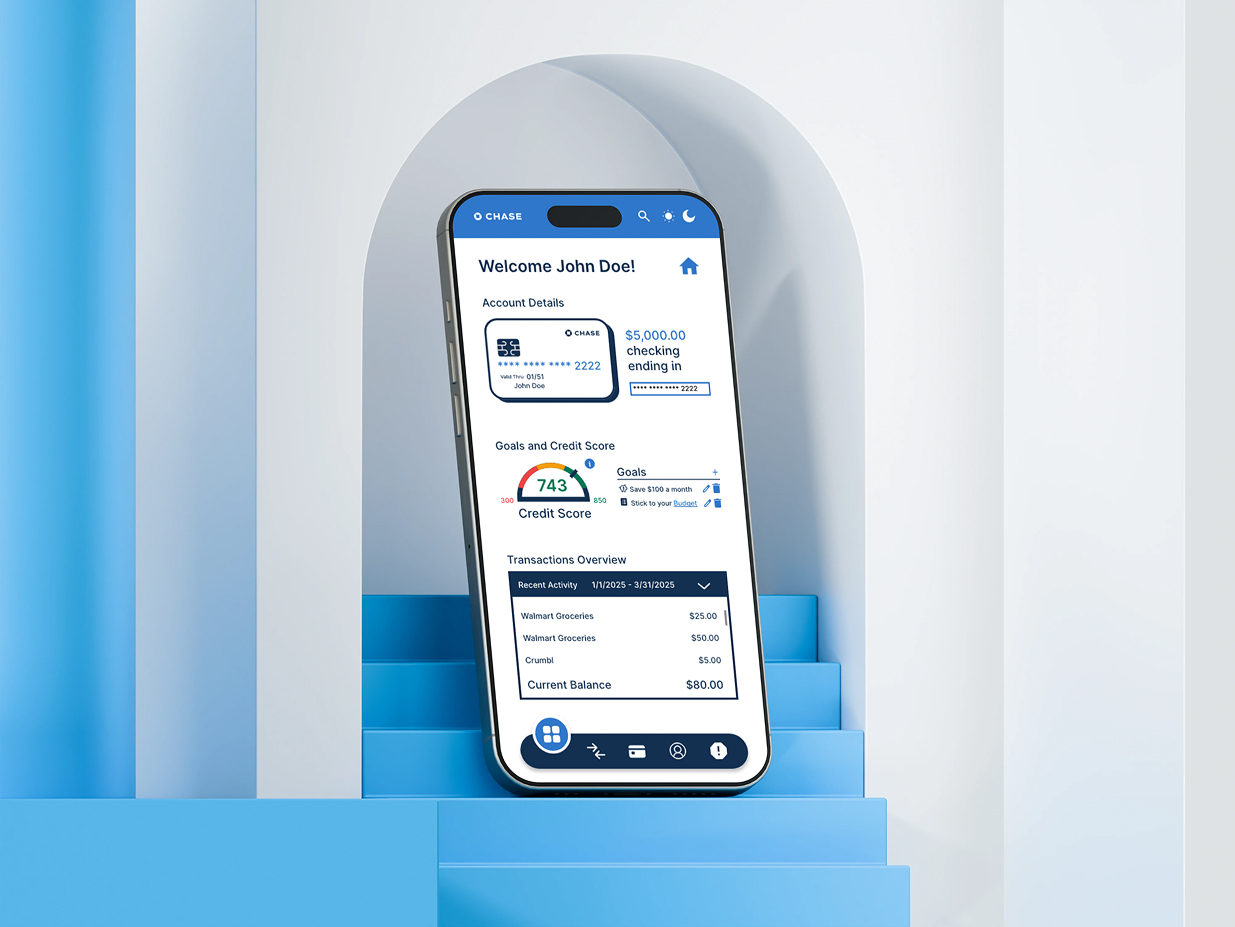 CHASE
Welcome John Doe!
Account Details
CHASE
**** **** **** 2222
Valid Thru 01/51
John Doe
$5,000.00
checking
ending in
**** **** **** 2222
Goals and Credit Score
743
300
850
Credit Score
Goals +
Save $100 a month
Stick to your Budget
Transactions Overview
Recent Activity 1/1/2025 - 3/31/2025
Walmart Groceries $25.00
Walmart Groceries $50.00
Crumbl $5.00
Current Balance $80.00